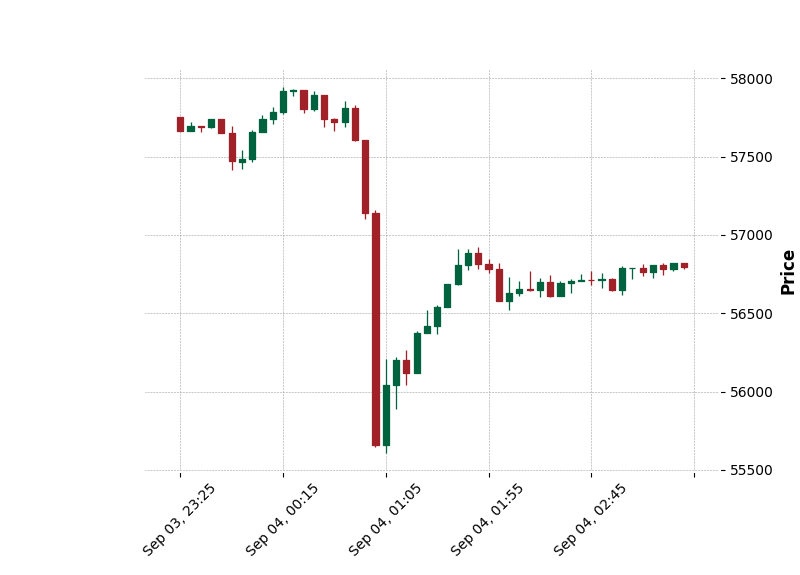 58000
57500
57000
56500
56000
55500
Price
Sep 03, 23:25
Sep 04, 00:15
Sep 04, 01:05
Sep 04, 01:55
Sep 04, 02:45